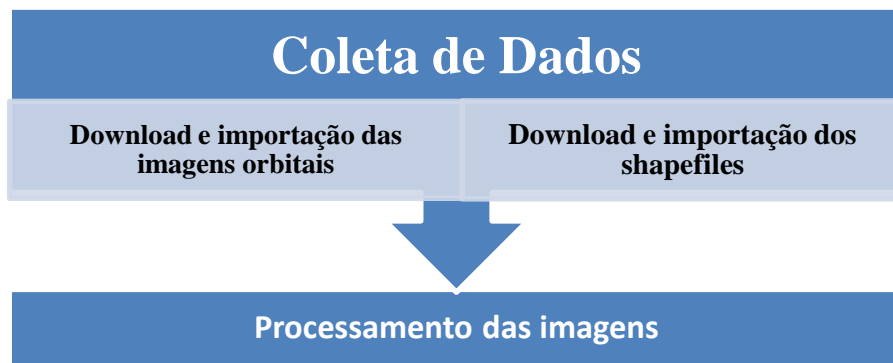 Coleta de Dados
Download e importação das
imagens orbitais
Download e importação dos
shapefiles
Processamento das imagens